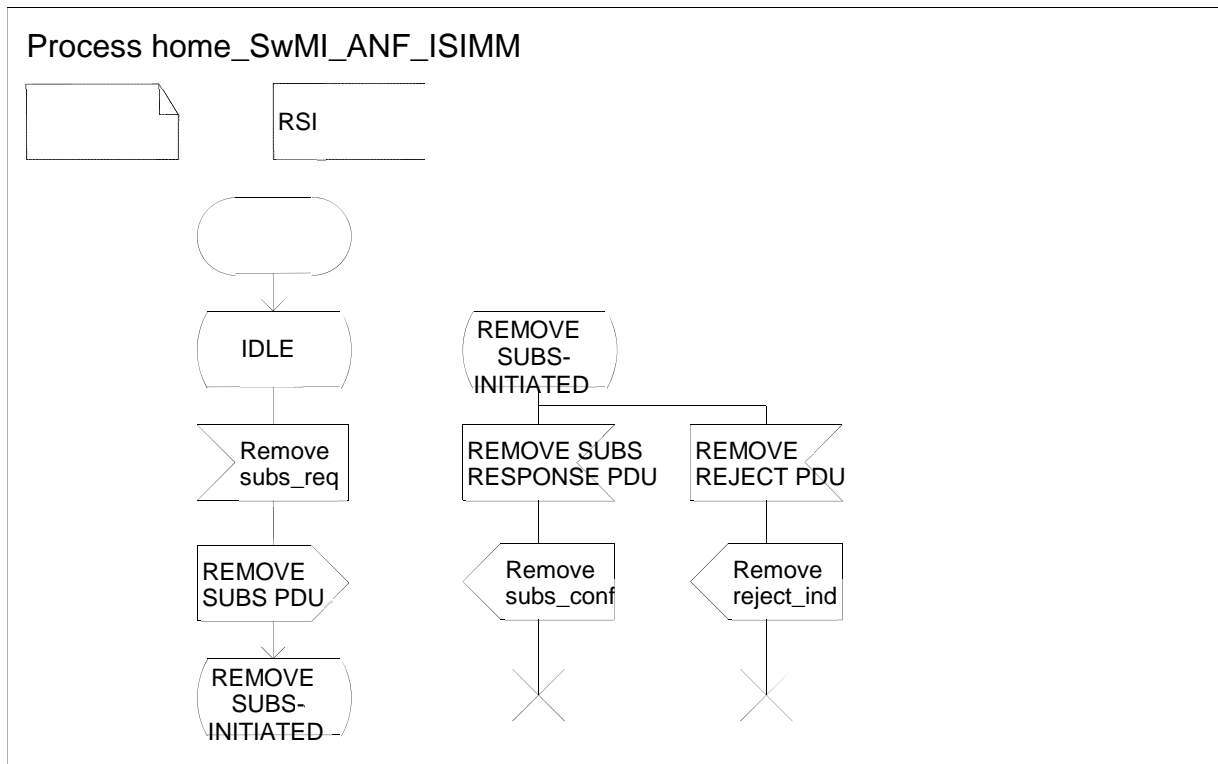 Process home_SwMI_ANF_ISIMM
RSI
IDLE
Remove
subs_req
REMOVE
SUBS PDU
REMOVE
SUBS-
INITIATED
REMOVE
SUBS-
INITIATED
REMOVE SUBS
RESPONSE PDU
Remove
subs_conf
REMOVE
REJECT PDU
Remove
reject_ind